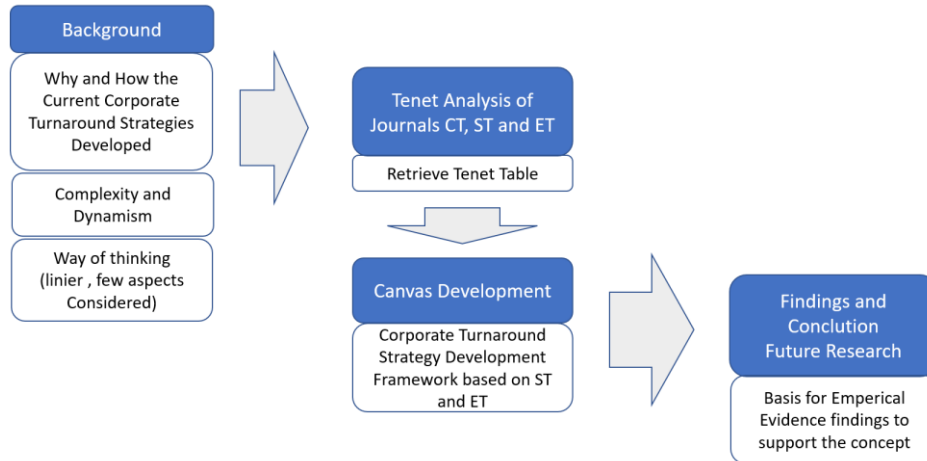 Background
Why and How the
Current Corporate
Turnaround Strategies
Developed
Complexity and
Dynamism
Way of thinking
(linier , few aspects
Considered)
Tenet Analysis of
Journals CT, ST and ET
Retrieve Tenet Table
Canvas Development
Corporate Turnaround
Strategy Development
Framework based on ST
and ET
Findings and
Conclution
Future Research
Basis for Emperical
Evidence findings to
support the concept